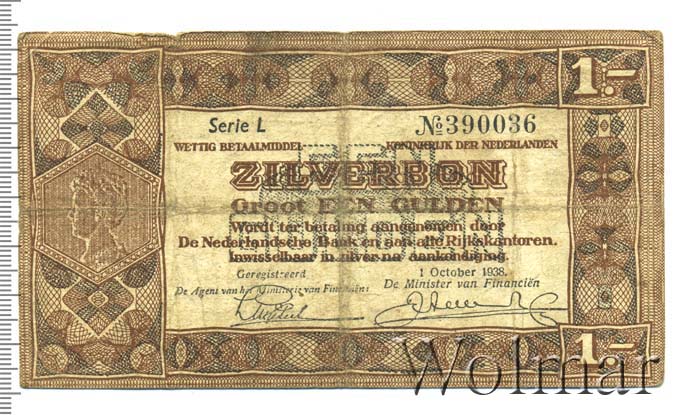 1.-
Serie L № 390036
WETTIG BETAALMIDDEL KONINKRIJK DER NEDERLANDEN
ZILVERBON
Groot EEN GULDEN
Wordt ter betaling aangenomen door
De Nederlandsche Bank en aan alle Rijkskantoren.
Inwisselbaar in zilver na aankondiging.
Geregistreerd 1 October 1938.
De Agent van het Ministerie van Financiën: De Minister van Financiën
1.-
Wolmar